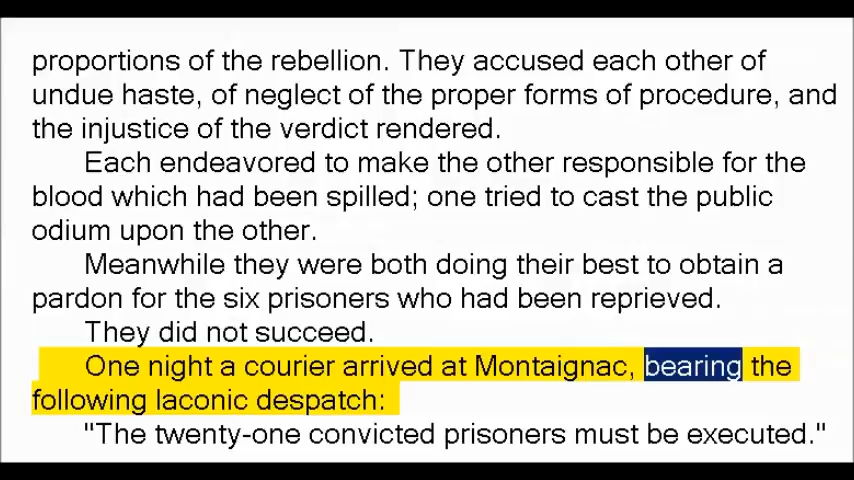 proportions of the rebellion. They accused each other of
undue haste, of neglect of the proper forms of procedure, and
the injustice of the verdict rendered.
Each endeavored to make the other responsible for the
blood which had been spilled; one tried to cast the public
odium upon the other.
Meanwhile they were both doing their best to obtain a
pardon for the six prisoners who had been reprieved.
They did not succeed.
One night a courier arrived at Montaignac, bearing the
following laconic despatch:
"The twenty-one convicted prisoners must be executed."